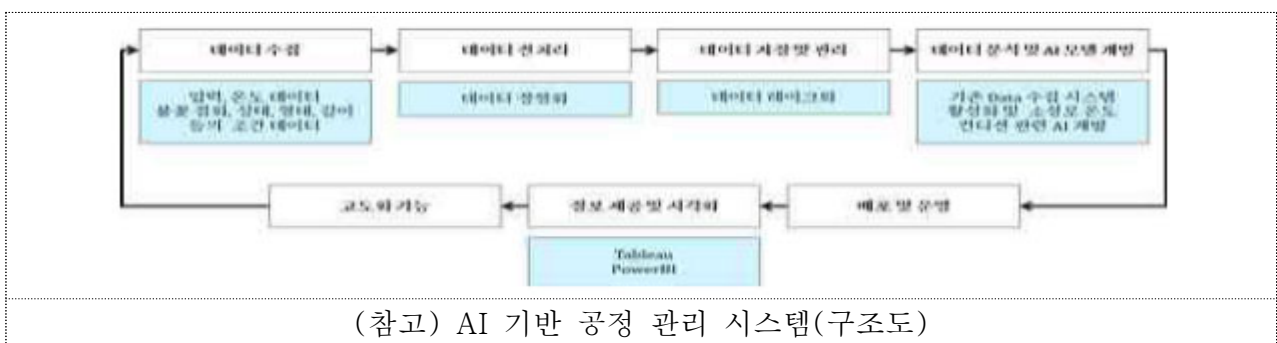 데이터 수집
데이터 전처리
데이터 저장 및 관리
데이터 분석 및 AI 모델 개발
압력, 온도 데이터
불꽃 점화, 상태, 형태, 길이
등의 조건 데이터
데이터 정형화
데이터 레이크화
기존 Data 수집 시스템
활성화 및 소성로 온도
컨디션 관련 AI 개발
고도화 기능
정보 제공 및 시각화
배포 및 운영
Tableau
PowerBI
(참고) AI 기반 공정 관리 시스템(구조도)